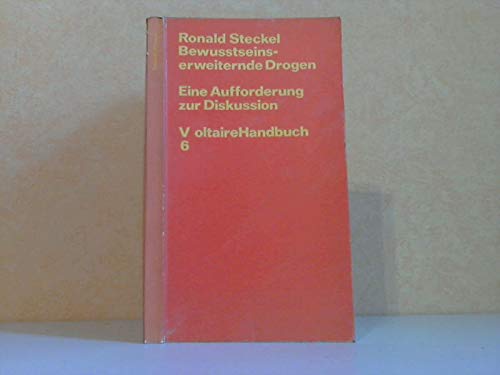 Ronald Steckel
Bewusstseins-
erweiternde Drogen
Eine Aufforderung
zur Diskussion
V oltaireHandbuch
6